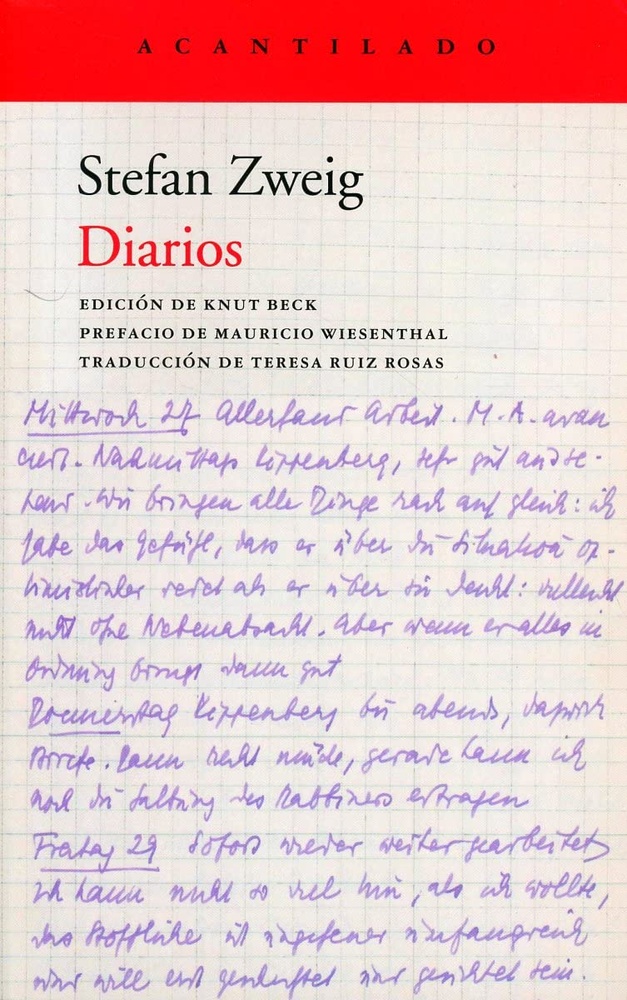 ACANTILADO
Stefan Zweig
Diarios
EDICIÓN DE KNUT BECK
PREFACIO DE MAURICIO WIESENTHAL
TRADUCCIÓN DE TERESA RUIZ ROSAS
Mittwoch 27 Allerhand Arbeit. M. A. avan
ciert. Nachmittags Kippenberg, sehr gut
Wir bringen alle Dinge rasch auf gleich: ich
habe das Gefühl, dass er über die Situation op-
timistischer redet als er über sie denkt: vielleicht
nicht ohne Nebenabsicht. Aber wenn er alles in
Ordnung bringt dann gut
Donnerstag Kippenberg bis abends, dazwisch
Briefe. Dann recht müde, gerade kann ich
noch die Salbung des Rabbiners ertragen
Freitag 29 Sofort wieder weiter gearbeitet
Ich kann nicht so viel hin, als ich wollte,
das Stoffliche ist ungeheuer umfangreich
und will erst gesichtet sein.